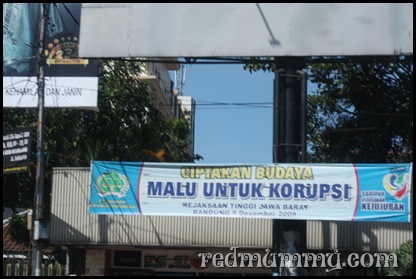 KEHAMILAN DAN JANIN
CIPTAKAN BUDAYA
MALU UNTUK KORUPSI
KEJAKSAAN TINGGI JAWA BARAT
BANDUNG 9 Desember 2008
KEJUJURAN
redmummy.com